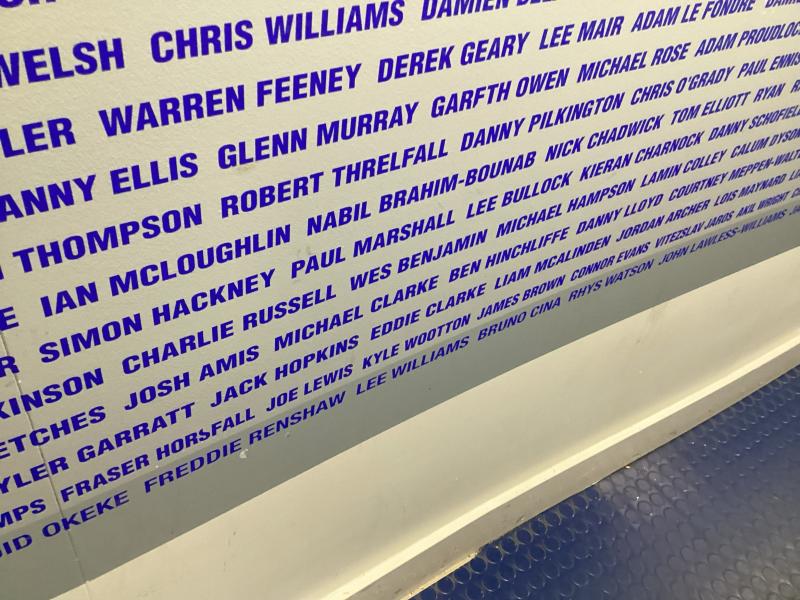 CHRIS WILLIAMS DAMIEN
WELSH
WARREN FEENEY DEREK GEARY LEE MAIR ADAM LE FONDRE
ELLIS GLENN MURRAY GARFTH OWEN MICHAEL ROSE ADAM PROUDLOC
THOMPSON ROBERT THRELFALL DANNY PILKINGTON CHRIS O'GRADY PAUL ENNIS
IAN MCLOUGHLIN NABIL BRAHIM-BOUNAB NICK CHADWICK TOM ELLIOTT RYAN
SIMON HACKNEY PAUL MARSHALL LEE BULLOCK KIERAN CHARNOCK DANNY SCHOFIEL
KINSON CHARLIE RUSSELL WES BENJAMIN MICHAEL HAMPSON LAMIN COLLEY CALUM DYSON
ETCHES JOSH AMIS MICHAEL CLARKE BEN HINCHLIFFE DANNY LLOYD COURTNEY MEPPEN-WALT
YLER GARRATT JACK HOPKINS EDDIE CLARKE LIAM MCALINDEN JORDAN ARCHER LOIS MAYNARD
MPS FRASER HORSFALL JOE LEWIS KYLE WOOTTON JAMES BROWN CONNOR EVANS VITEZSLAV JAROS AKIL WRIGHT
OKEKE FREDDIE RENSHAW LEE WILLIAMS BRUNO CINA RHYS WATSON JOHN LAWLESS-WILLIAMS